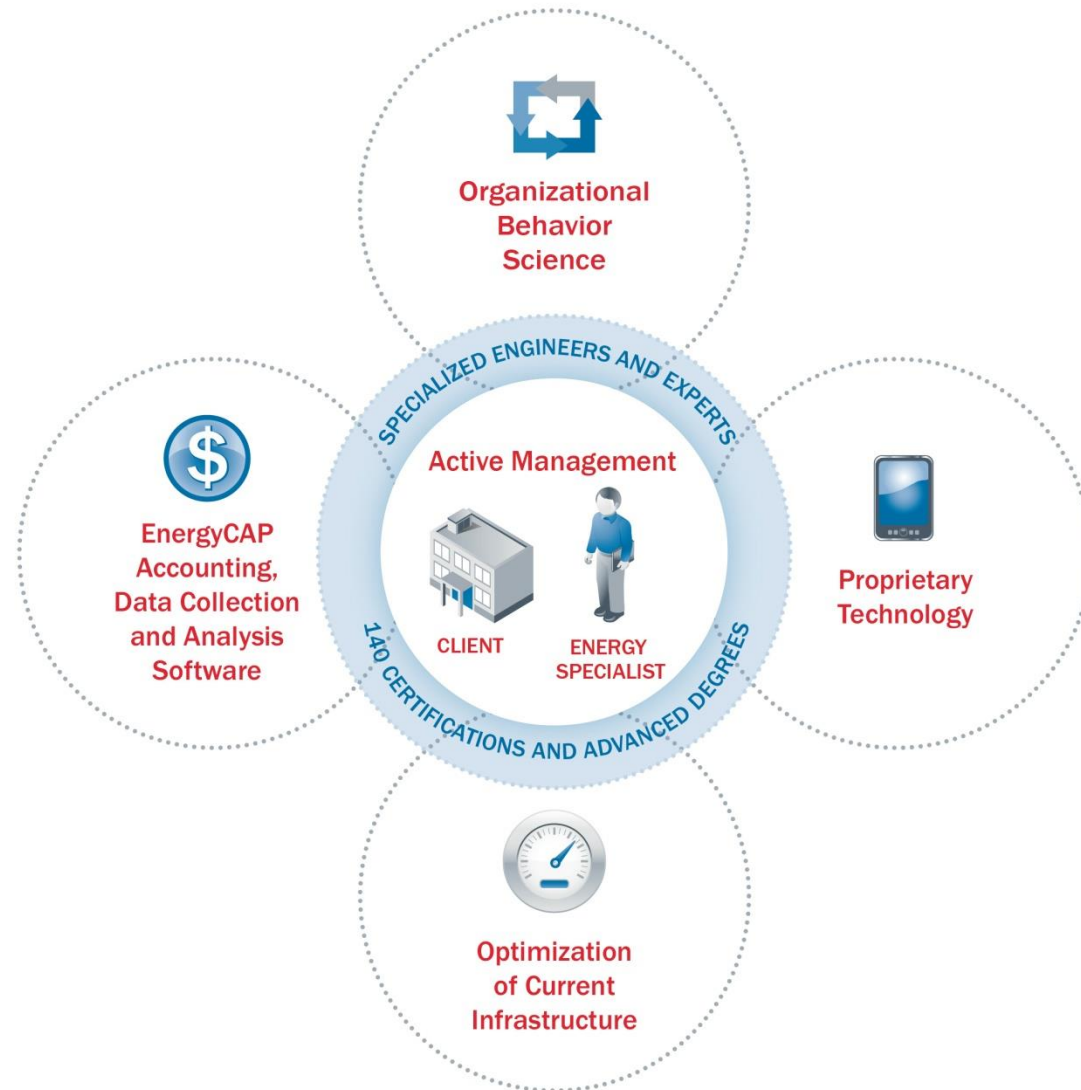 Organizational
Behavior
Science
SPECIALIZED ENGINEERS AND EXPERTS
$
EnergyCAP
Accounting,
Data Collection
and Analysis
Software
Active Management
CLIENT
ENERGY
SPECIALIST
Proprietary
Technology
140 CERTIFICATIONS AND ADVANCED DEGREES
Optimization
of Current
Infrastructure